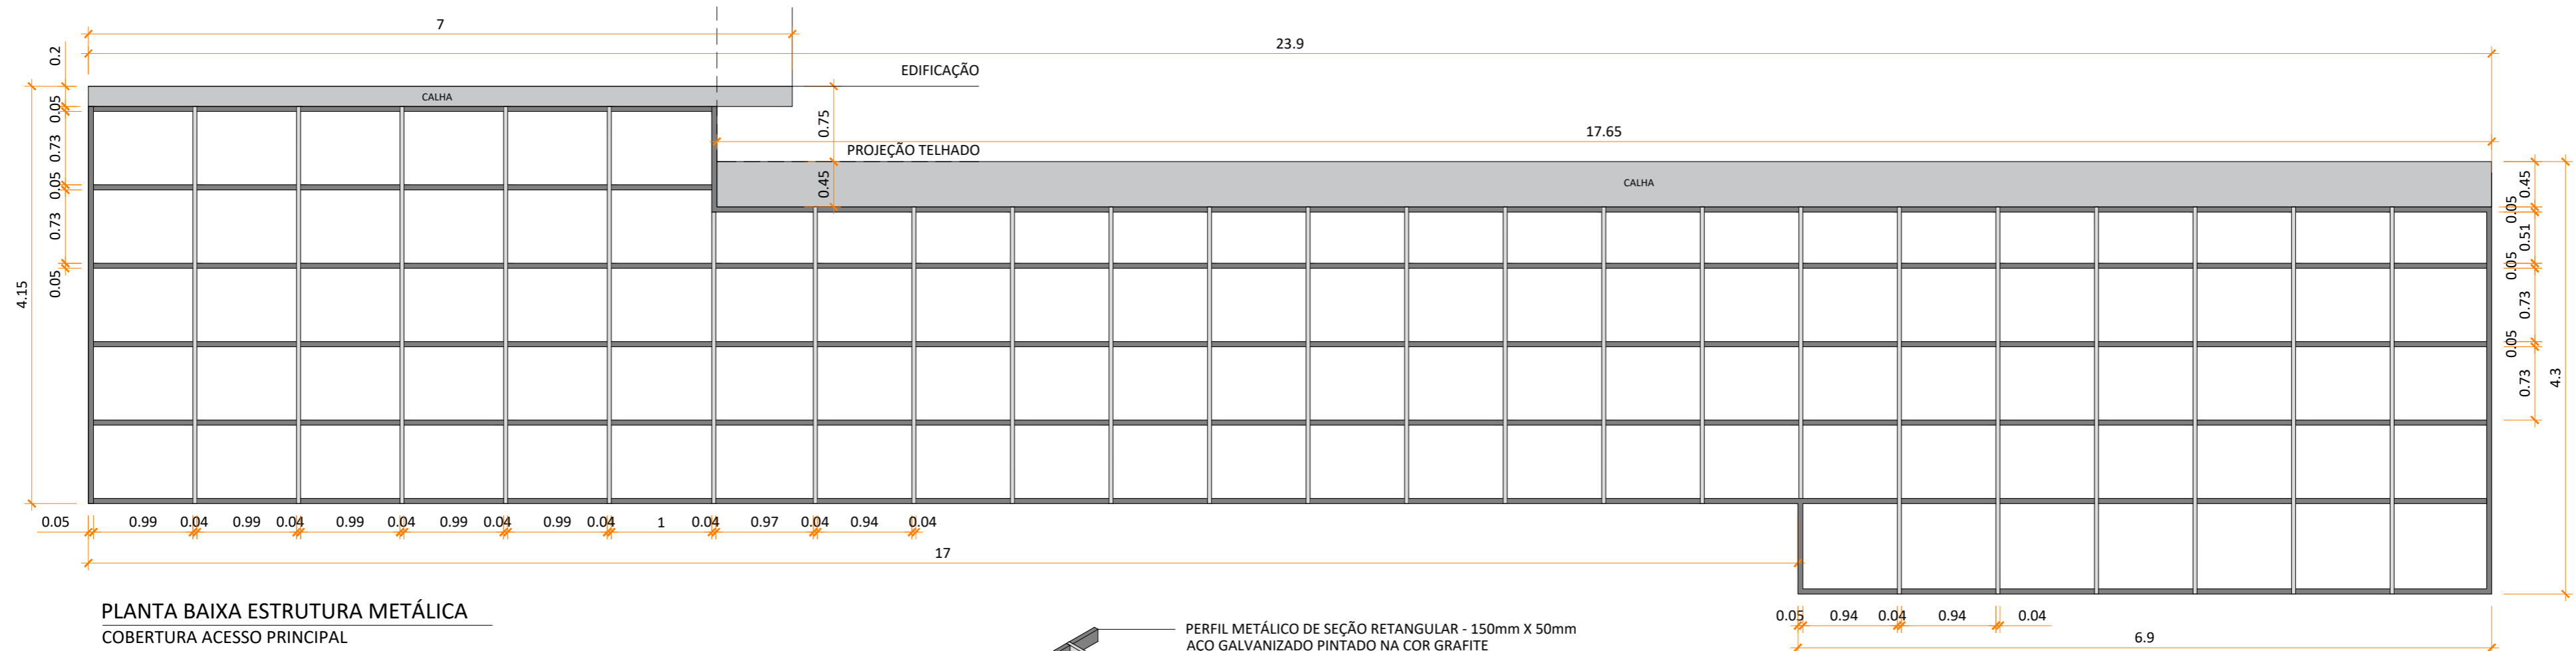 7
23.9
0.2
EDIFICAÇÃO
CALHA
0.05
0.75
0.73
17.65
PROJEÇÃO TELHADO
0.05
0.45
CALHA
0.45
0.73
0.05
0.51
0.05
4.15
0.05
0.73
0.05
0.73
4.3
0.05 0.99 0.04 0.99 0.04 0.99 0.04 0.99 0.04 0.99 0.04 1 0.04 0.97 0.04 0.94 0.04
17
PLANTA BAIXA ESTRUTURA METÁLICA
COBERTURA ACESSO PRINCIPAL
0.05 0.94 0.04 0.94 0.04
6.9
PERFIL METÁLICO DE SEÇÃO RETANGULAR - 150mm X 50mm
AÇO GALVANIZADO PINTADO NA COR GRAFITE